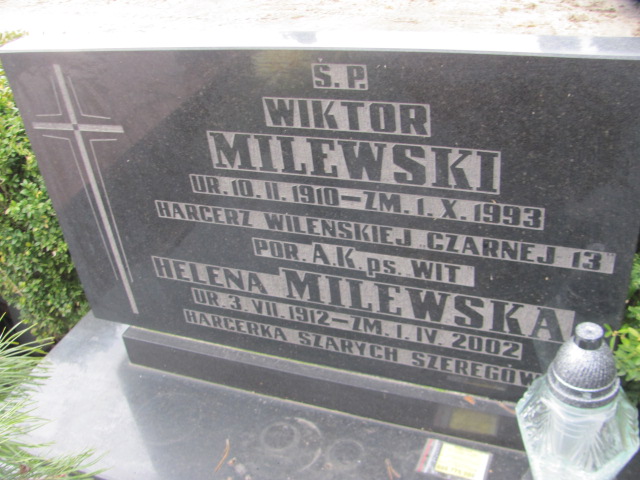 Ś.P.
WIKTOR
MILEWSKI
UR. 10. II. 1910 – ZM. 1. X. 1993
HARCERZ WILEŃSKIEJ CZARNEJ 13
POR. A.K. ps. WIT
HELENA MILEWSKA
UR. 3. VII. 1912 – ZM. 1. IV. 2002
HARCERKA SZARYCH SZEREGÓW